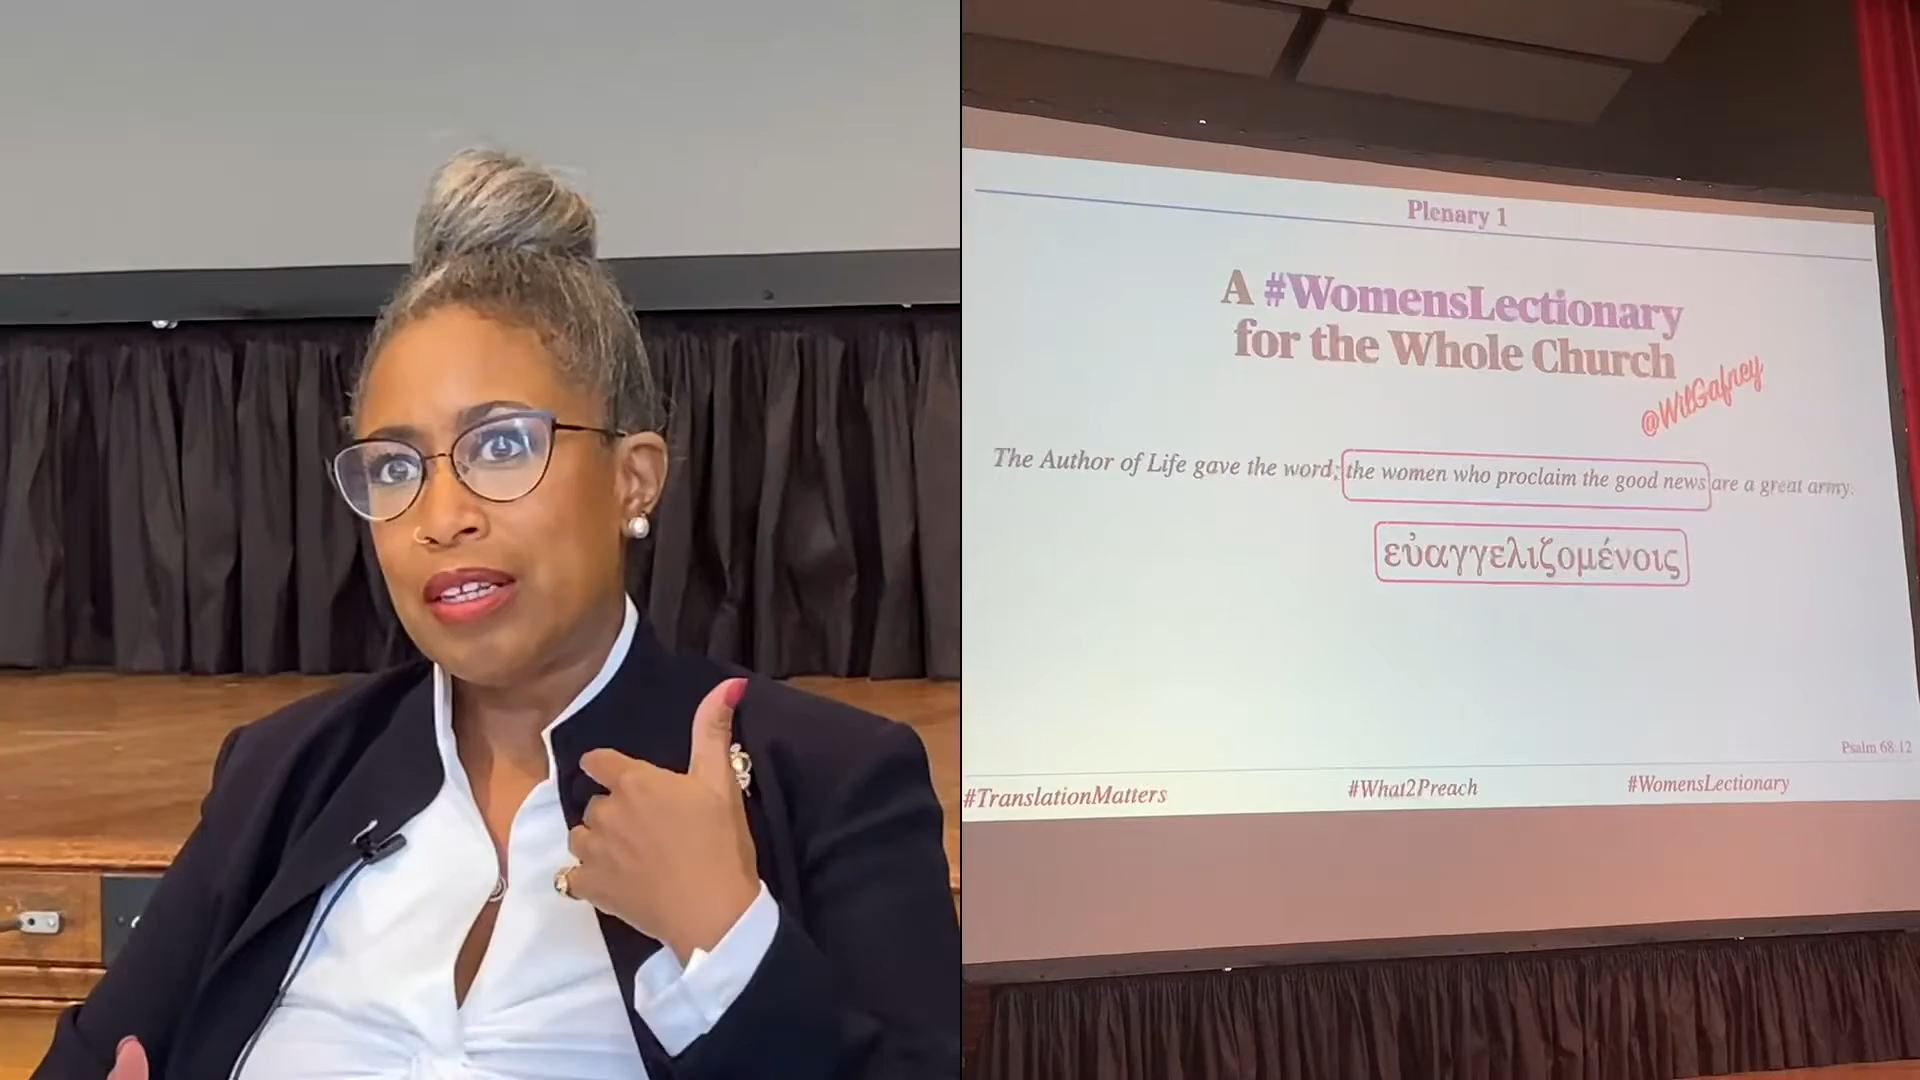 Plenary 1
A #WomensLectionary
for the Whole Church
@WilGafney
The Author of Life gave the word; the women who proclaim the good news are a great army.
εὐαγγελιζομένοις
Psalm 68:12
#TranslationMatters #What2Preach #WomensLectionary